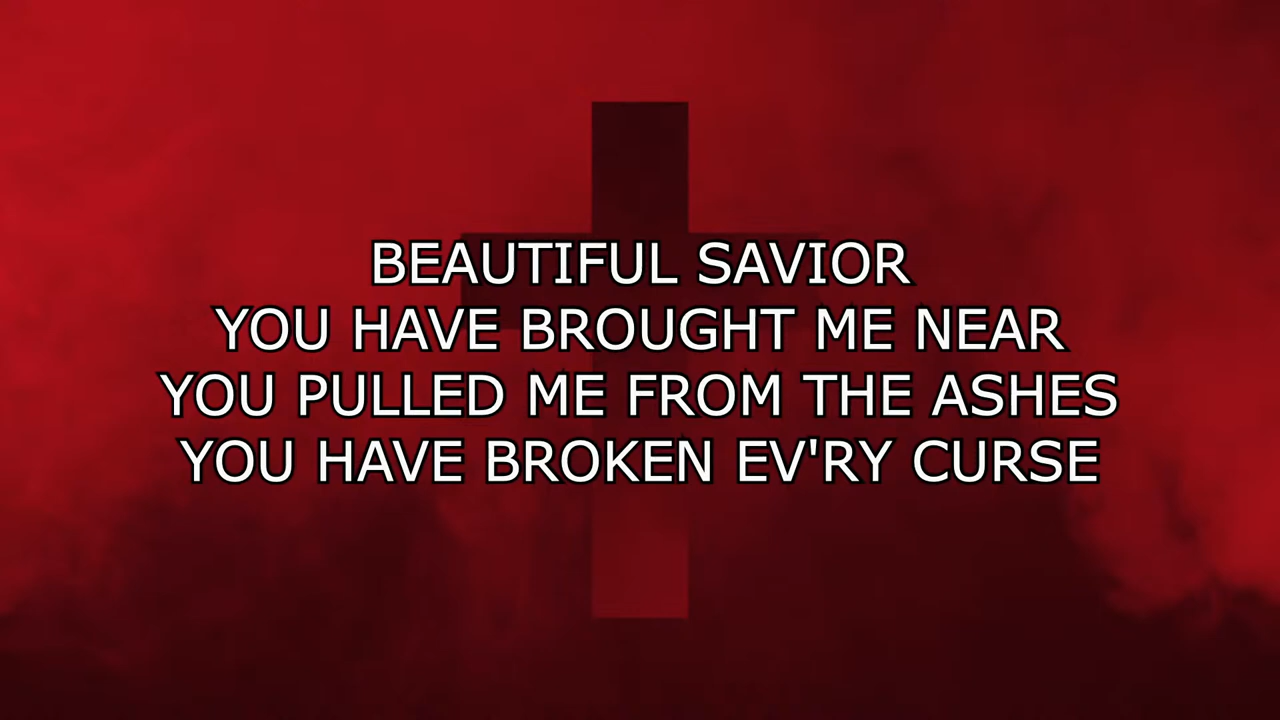 BEAUTIFUL SAVIOR
YOU HAVE BROUGHT ME NEAR
YOU PULLED ME FROM THE ASHES
YOU HAVE BROKEN EV'RY CURSE